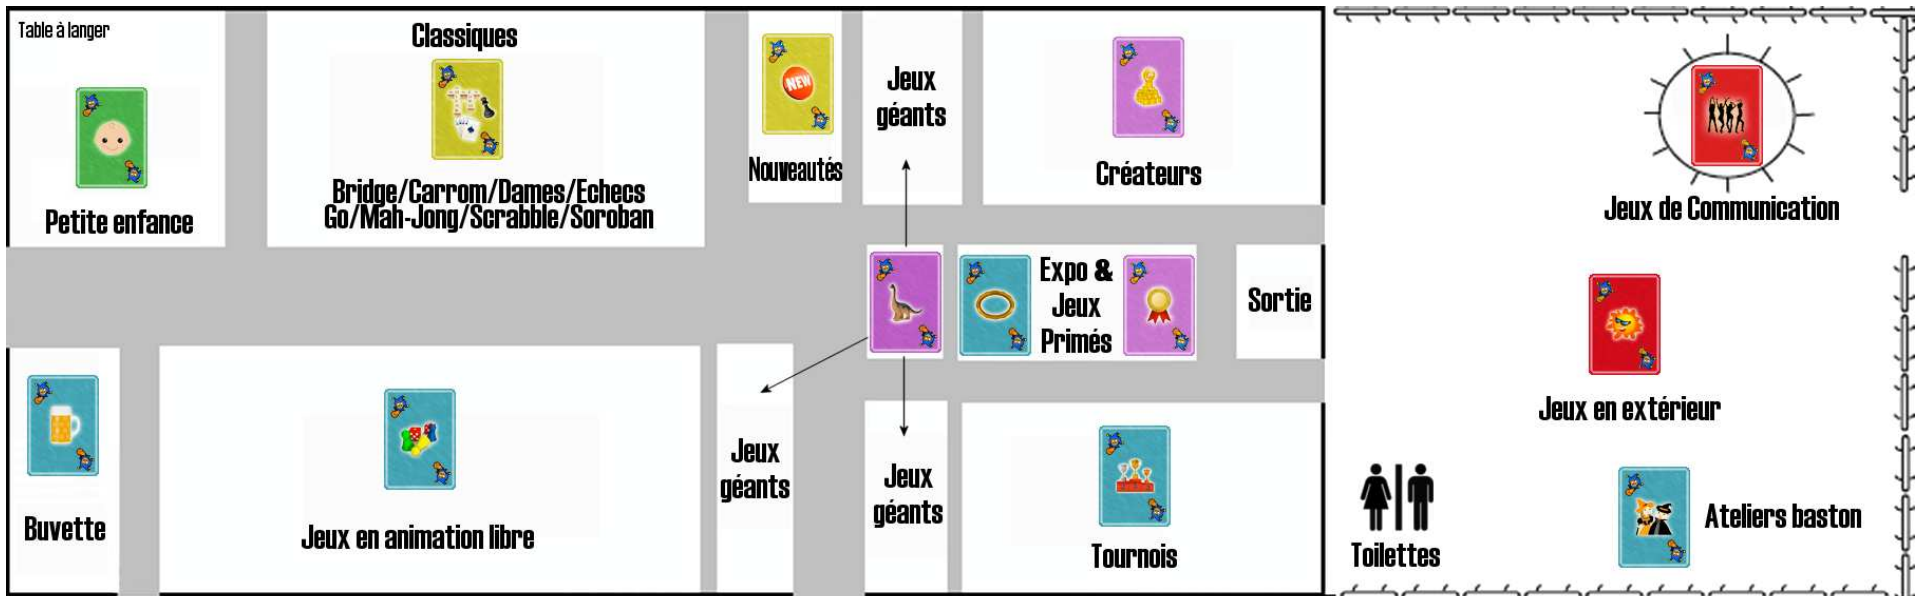 Table à langer
Petite enfance
Classiques
Bridge/Carrom/Dames/Echecs
Go/Mah-Jong/Scrabble/Soroban
NEW
Nouveautés
Jeux
géants
Créateurs
Jeux de Communication
Expo &
Jeux
Primés
Sortie
Jeux en extérieur
Buvette
Jeux en animation libre
Jeux
géants
Jeux
géants
Tournois
Toilettes
Ateliers baston